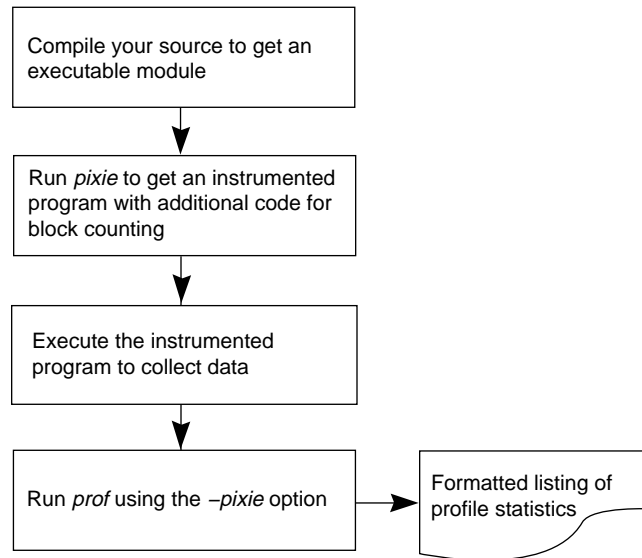 Compile your source to get an
executable module
Run pixie to get an instrumented
program with additional code for
block counting
Execute the instrumented
program to collect data
Run prof using the –pixie option
Formatted listing of
profile statistics